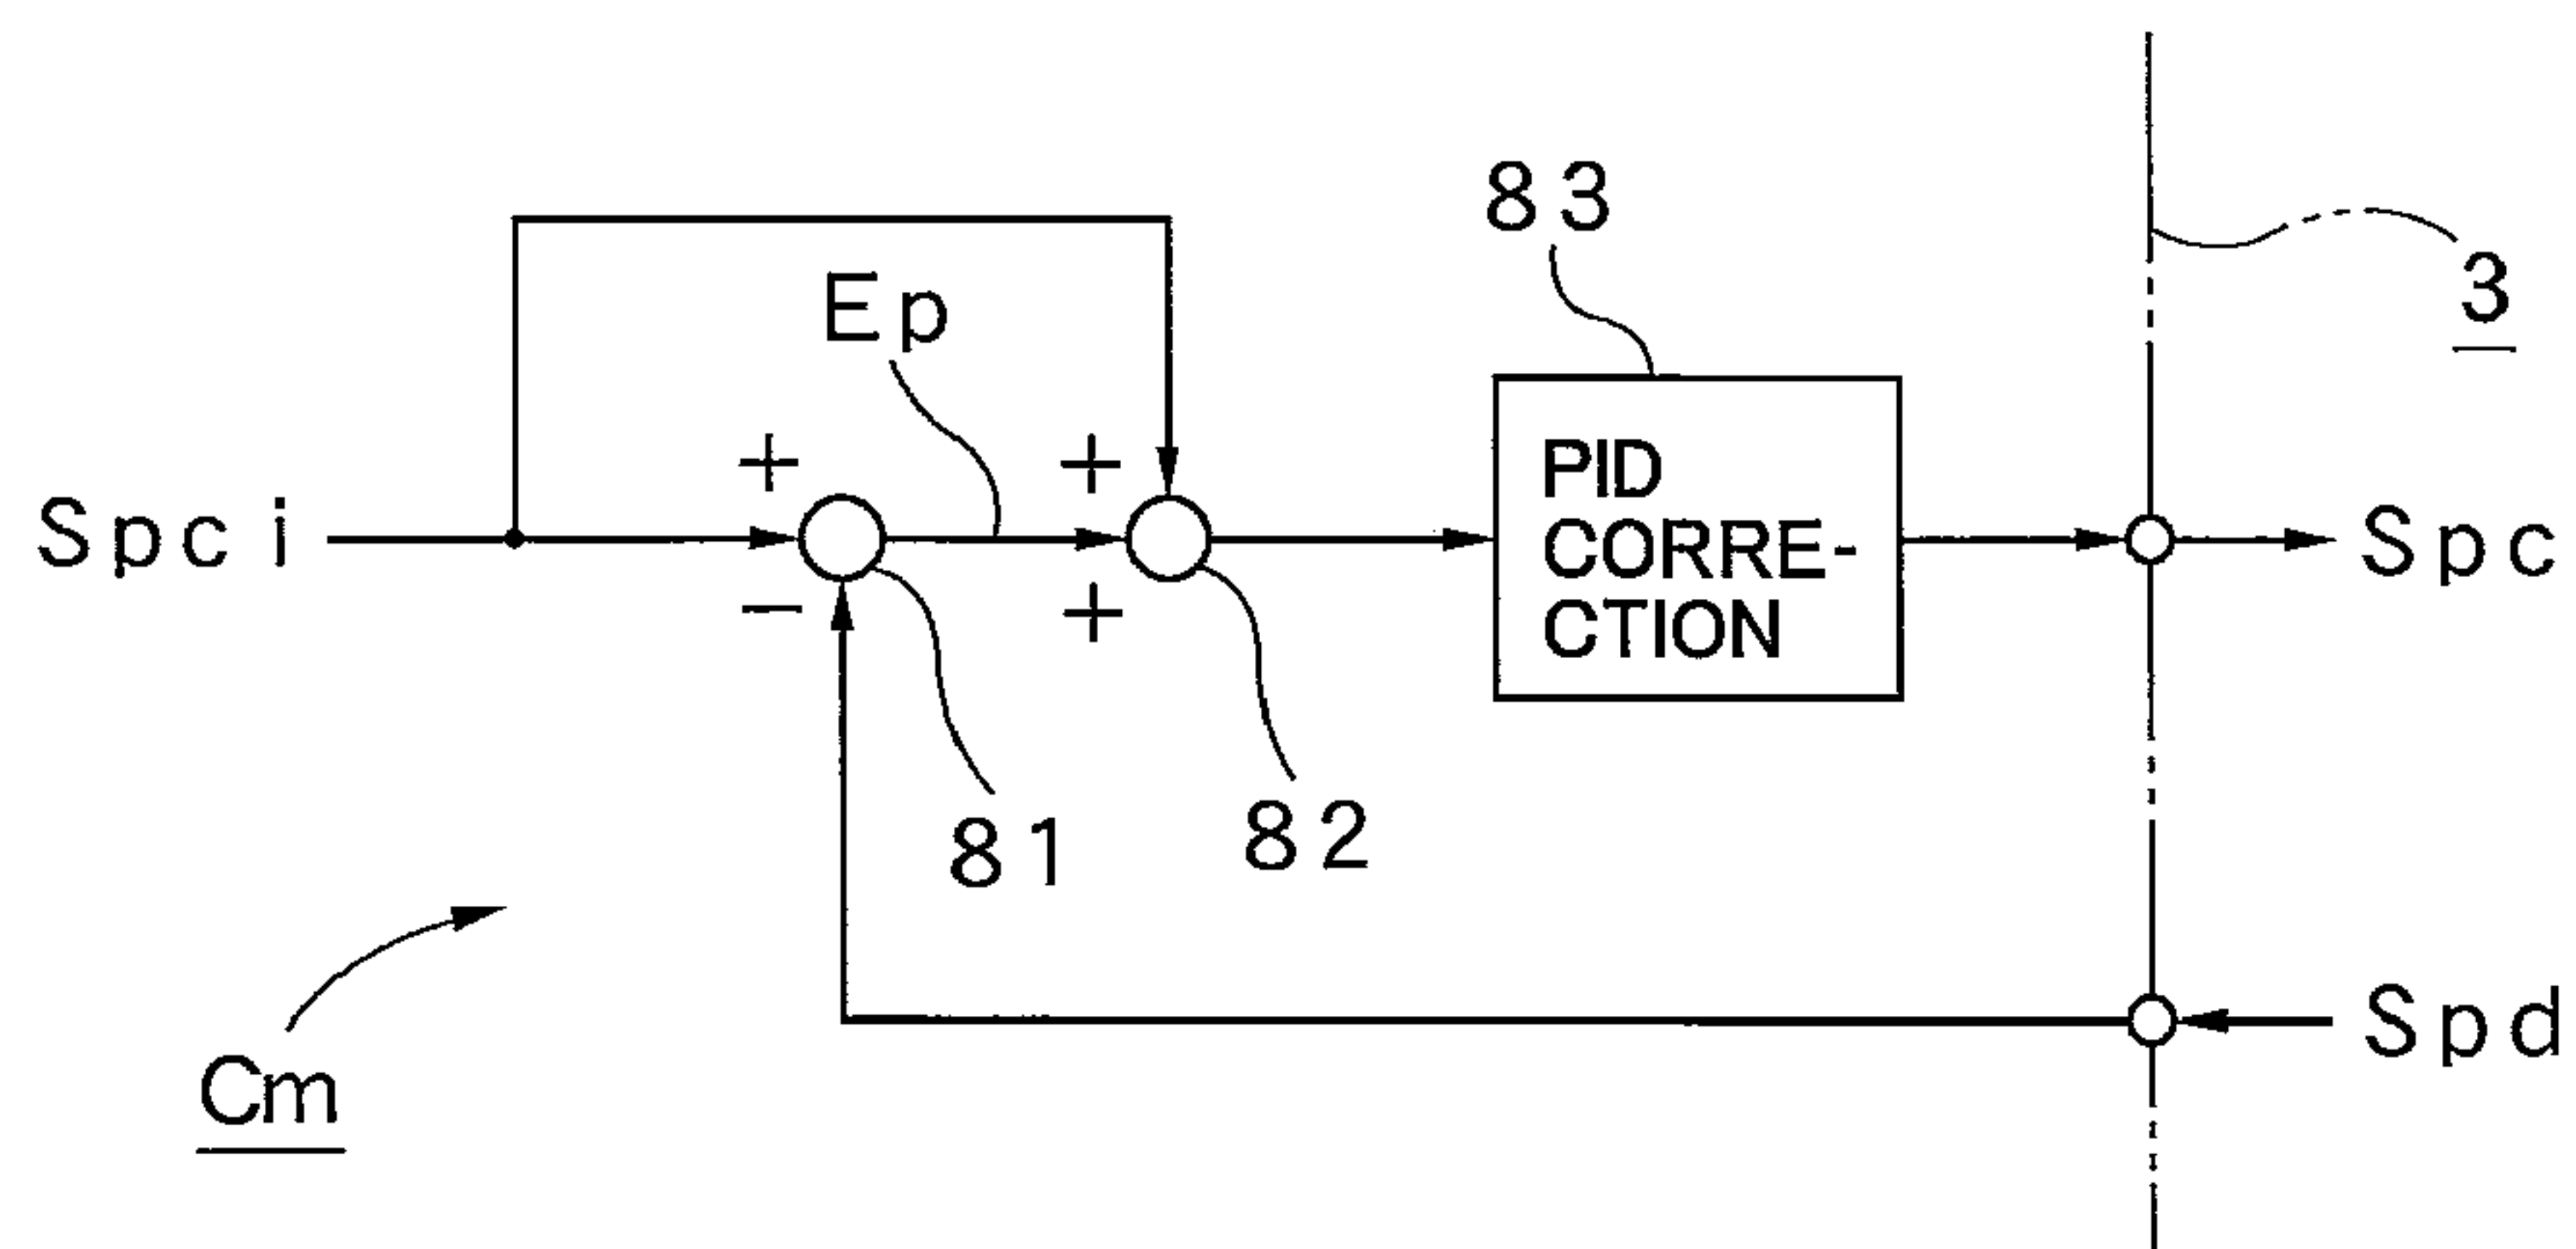 83
3
Ep
+
+
Spci
PID
CORRE-
CTION
Spc
−
+
81
82
Spd
Cm